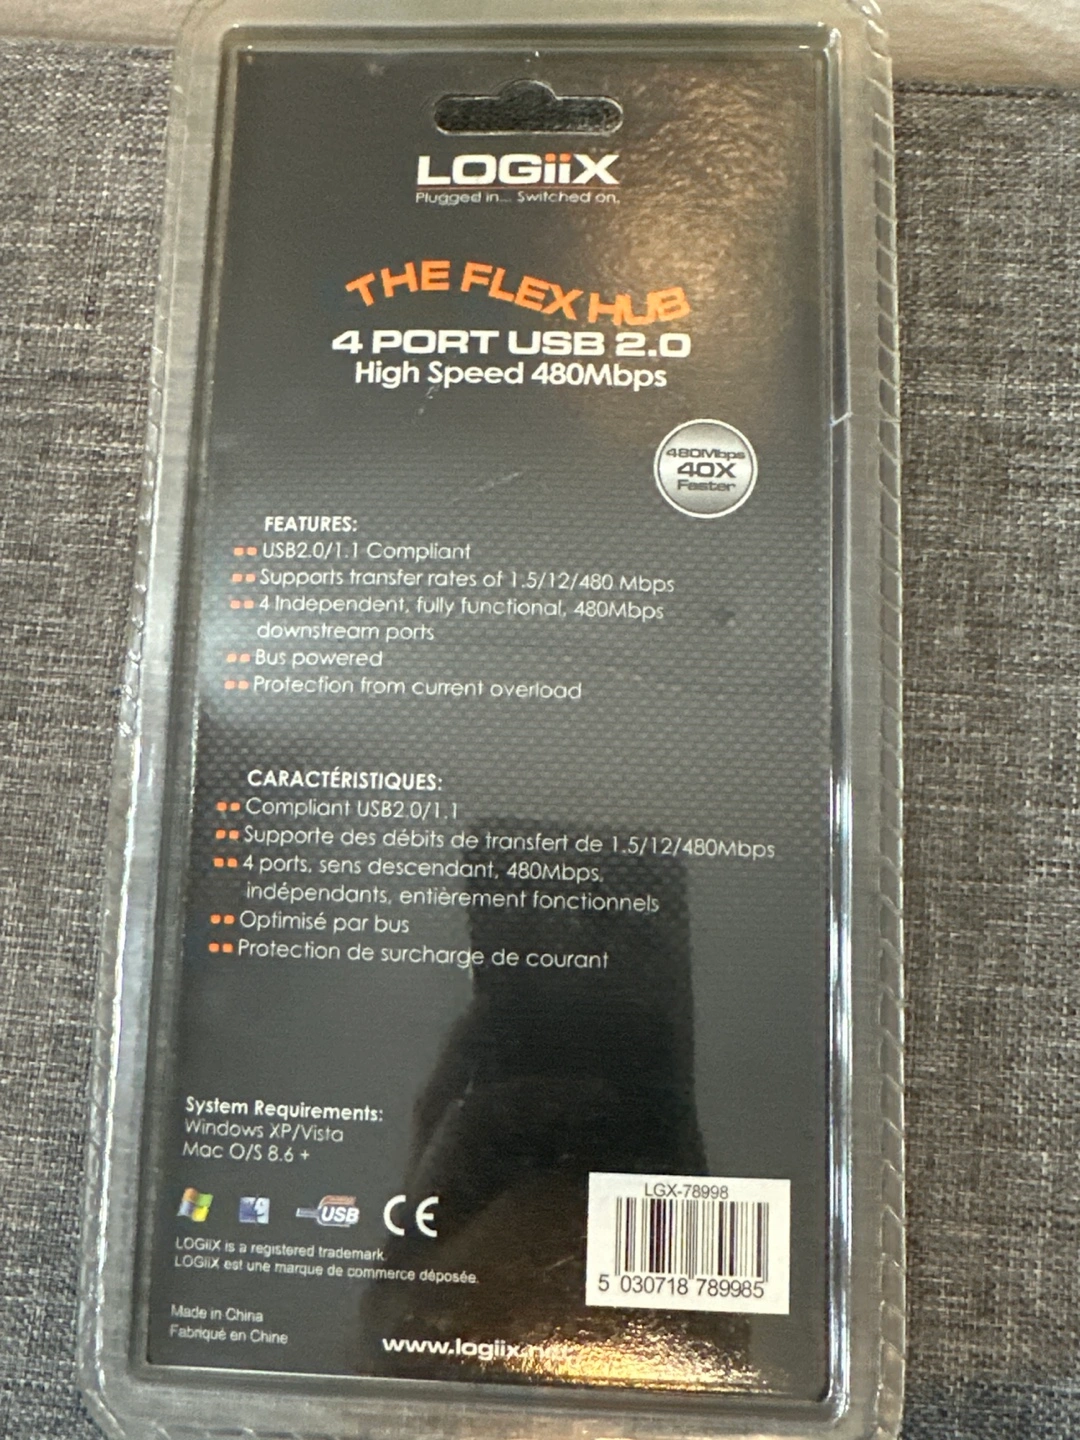 LOGiiX
Plugged in... Switched on.
THE FLEX HUB
4 PORT USB 2.0
High Speed 480Mbps
480Mbps
40X
Faster
FEATURES:
USB2.0/1.1 Compliant
Supports transfer rates of 1.5/12/480 Mbps
4 Independent, fully functional, 480Mbps
downstream ports
Bus powered
Protection from current overload
CARACTÉRISTIQUES:
Compliant USB2.0/1.1
Supporte des débits de transfert de 1.5/12/480Mbps
4 ports, sens descendant, 480Mbps,
indépendants, entièrement fonctionnels
Optimisé par bus
Protection de surcharge de courant
System Requirements:
Windows XP/Vista
Mac O/S 8.6 +
USB
CE
LOGiiX is a registered trademark.
LOGiiX est une marque de commerce déposée.
Made in China
Fabriqué en Chine
LGX-78998
5 030718 789985
www.logiix.net